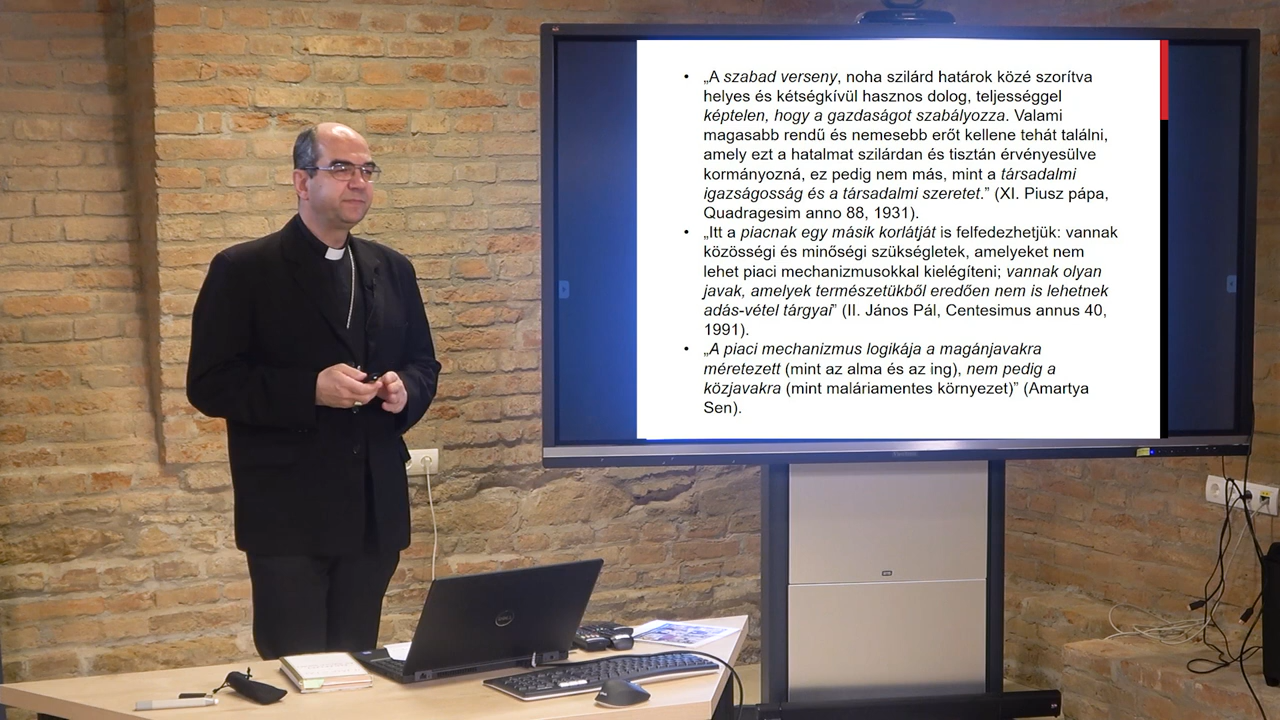 • „A szabad verseny, noha szilárd határok közé szorítva
helyes és kétségkívül hasznos dolog, teljességgel
képtelen, hogy a gazdaságot szabályozza. Valami
magasabb rendű és nemesebb erőt kellene tehát találni,
amely ezt a hatalmat szilárdan és tisztán érvényesülve
kormányozná, ez pedig nem más, mint a társadalmi
igazságosság és a társadalmi szeretet.” (XI. Piusz pápa,
Quadragesim anno 88, 1931).
• „Itt a piacnak egy másik korlátját is felfedezhetjük: vannak
közösségi és minőségi szükségletek, amelyeket nem
lehet piaci mechanizmusokkal kielégíteni; vannak olyan
javak, amelyek természetükből eredően nem is lehetnek
adás-vétel tárgyai” (II. János Pál, Centesimus annus 40,
1991).
• „A piaci mechanizmus logikája a magánjavakra
méretezett (mint az alma és az ing), nem pedig a
közjavakra (mint maláriamentes környezet)” (Amartya
Sen).
DELL